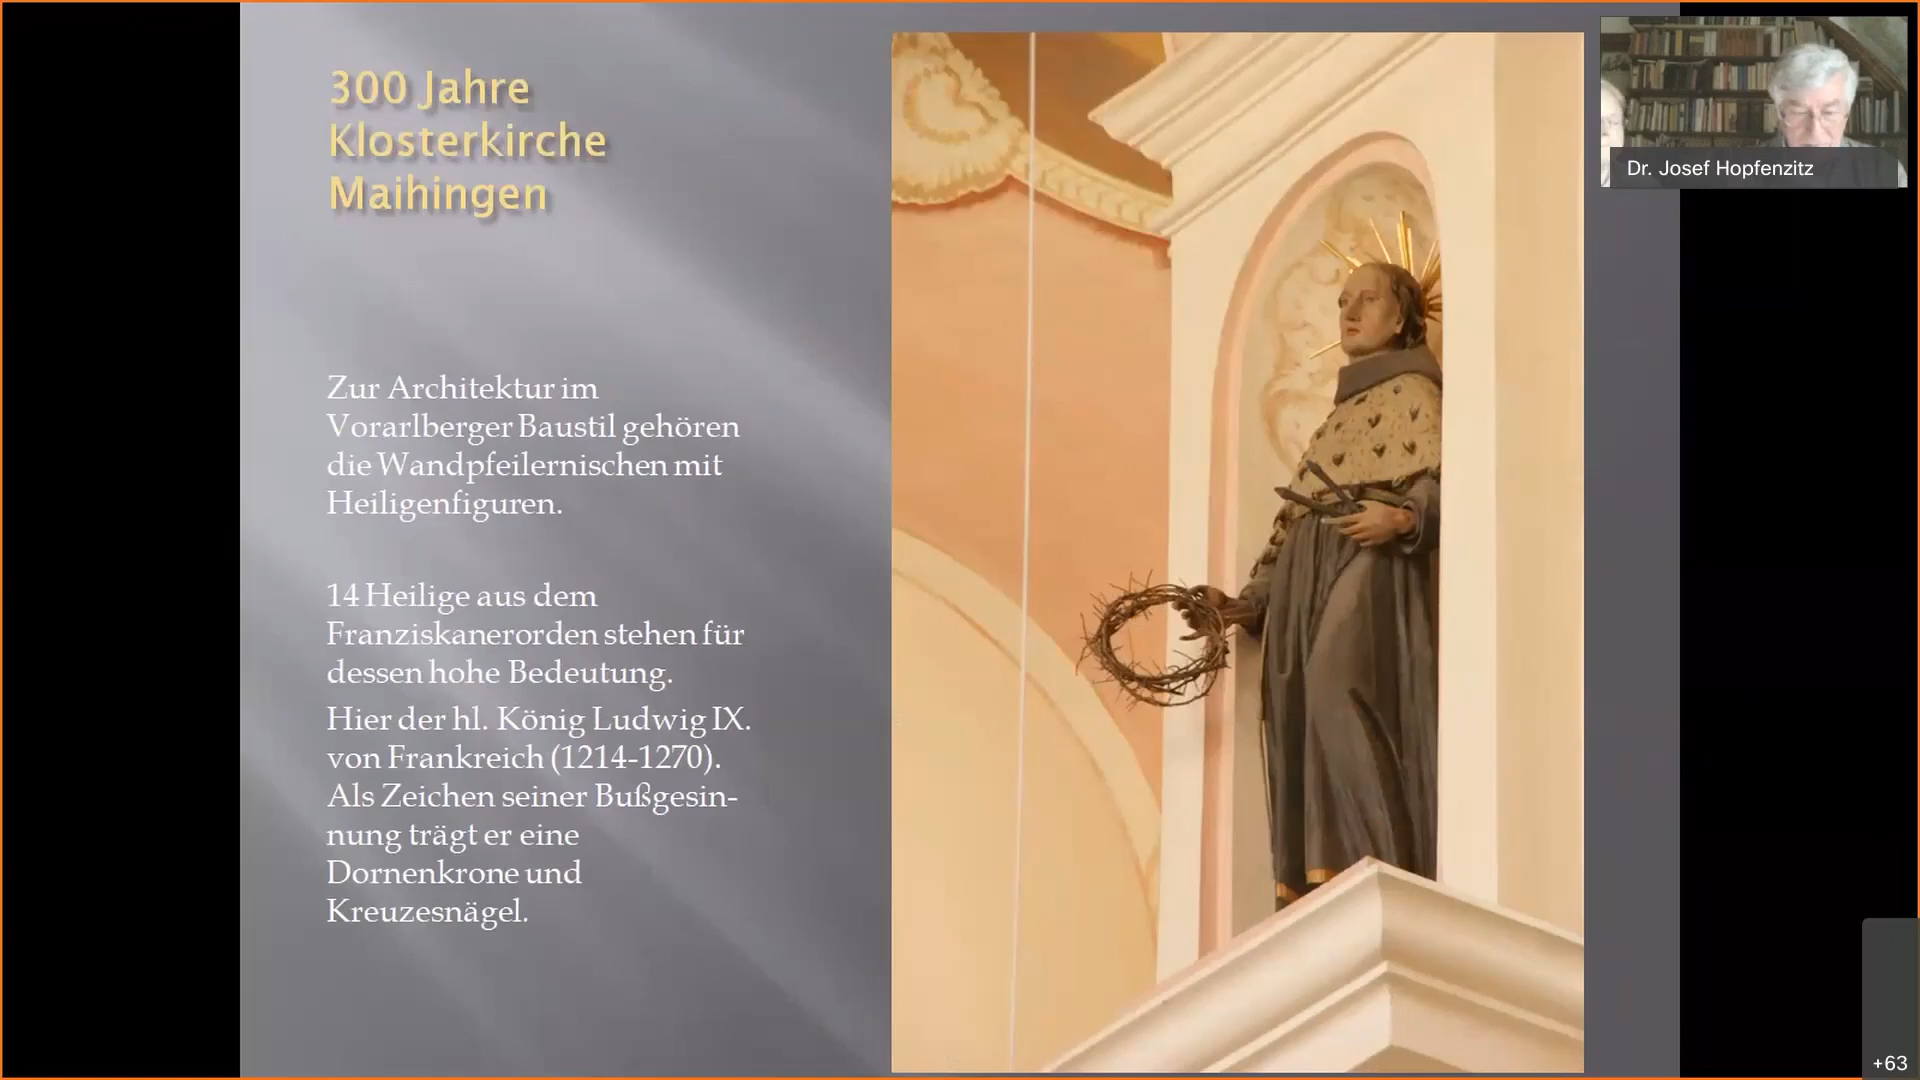 300 Jahre
Klosterkirche
Maihingen
Zur Architektur im
Vorarlberger Baustil gehören
die Wandpfeilernischen mit
Heiligenfiguren.
14 Heilige aus dem
Franziskanerorden stehen für
dessen hohe Bedeutung.
Hier der hl. König Ludwig IX.
von Frankreich (1214-1270).
Als Zeichen seiner Bußgesin-
nung trägt er eine
Dornenkrone und
Kreuzesnägel.
Dr. Josef Hopfenzitz
+63